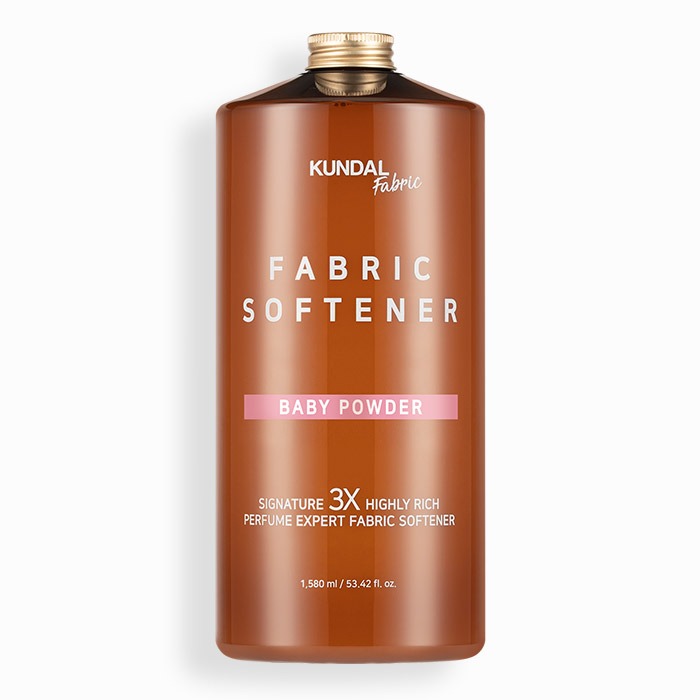 KUNDAL
Fabric
FABRIC
SOFTENER
BABY POWDER
SIGNATURE 3X HIGHLY RICH
PERFUME EXPERT FABRIC SOFTENER
1,580 ml / 53.42 fl. oz.